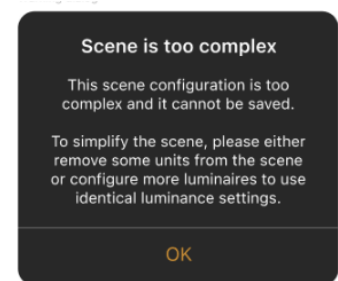 Scene is too complex
This scene configuration is too
complex and it cannot be saved.
To simplify the scene, please either
remove some units from the scene
or configure more luminaires to use
identical luminance settings.
OK